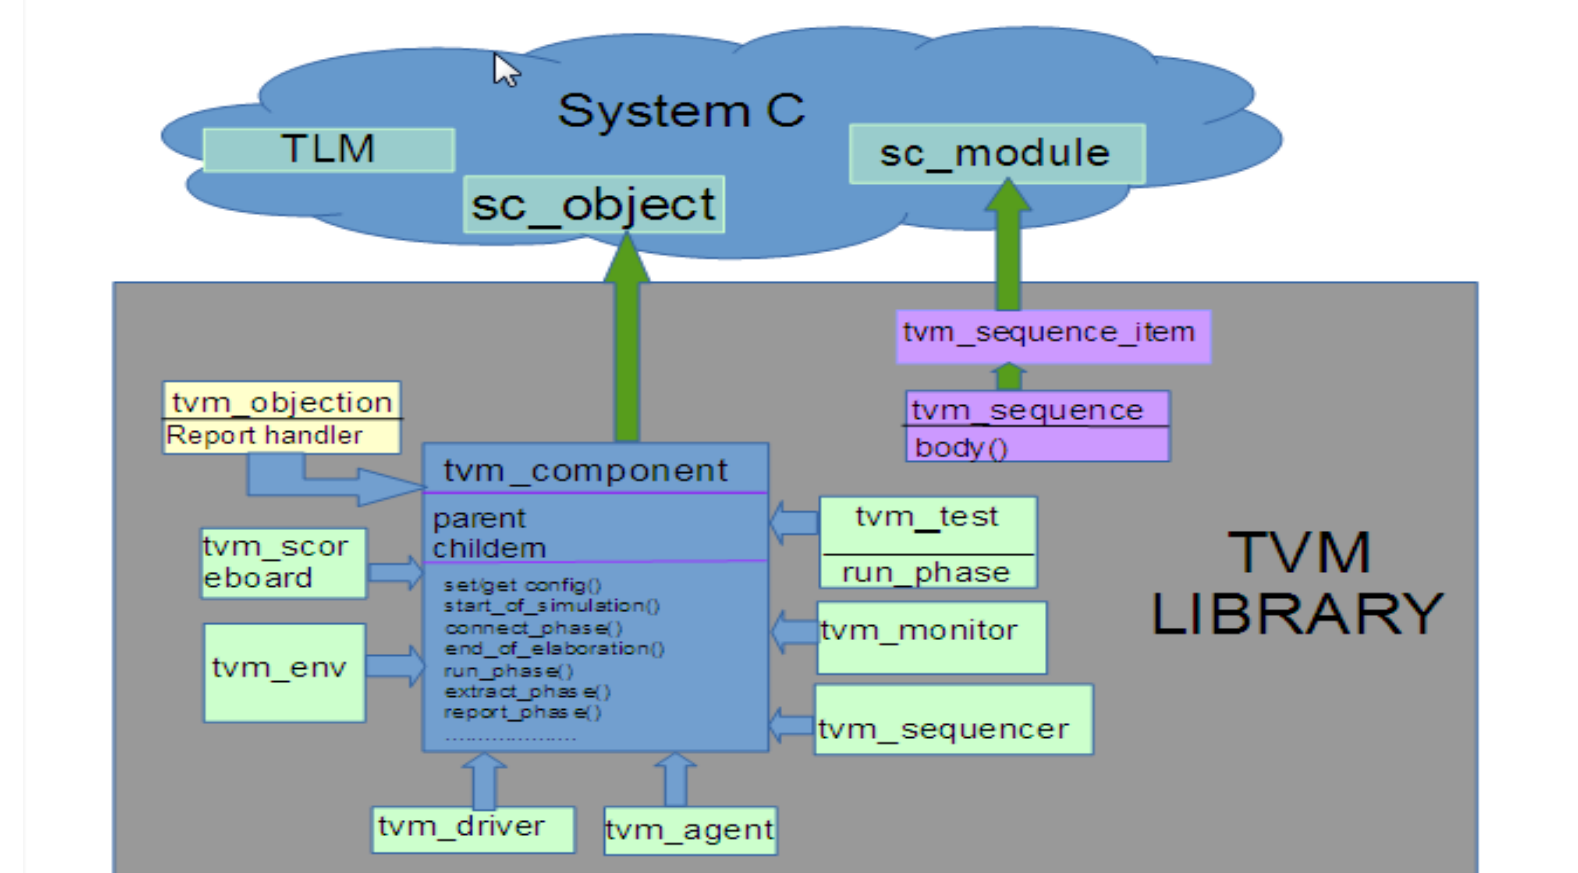 System C
TLM
sc_module
sc_object
tvm_sequence_item
tvm_objection
Report handler
tvm_sequence
body()
tvm_component
parent
childern
set/get config()
start_of_simulation()
connect_phase()
end_of_elaboration()
run_phase()
extract_phase()
report_phase()
....................
tvm_scor
eboard
tvm_env
tvm_test
run_phase
tvm_monitor
tvm_sequencer
TVM
LIBRARY
tvm_driver
tvm_agent